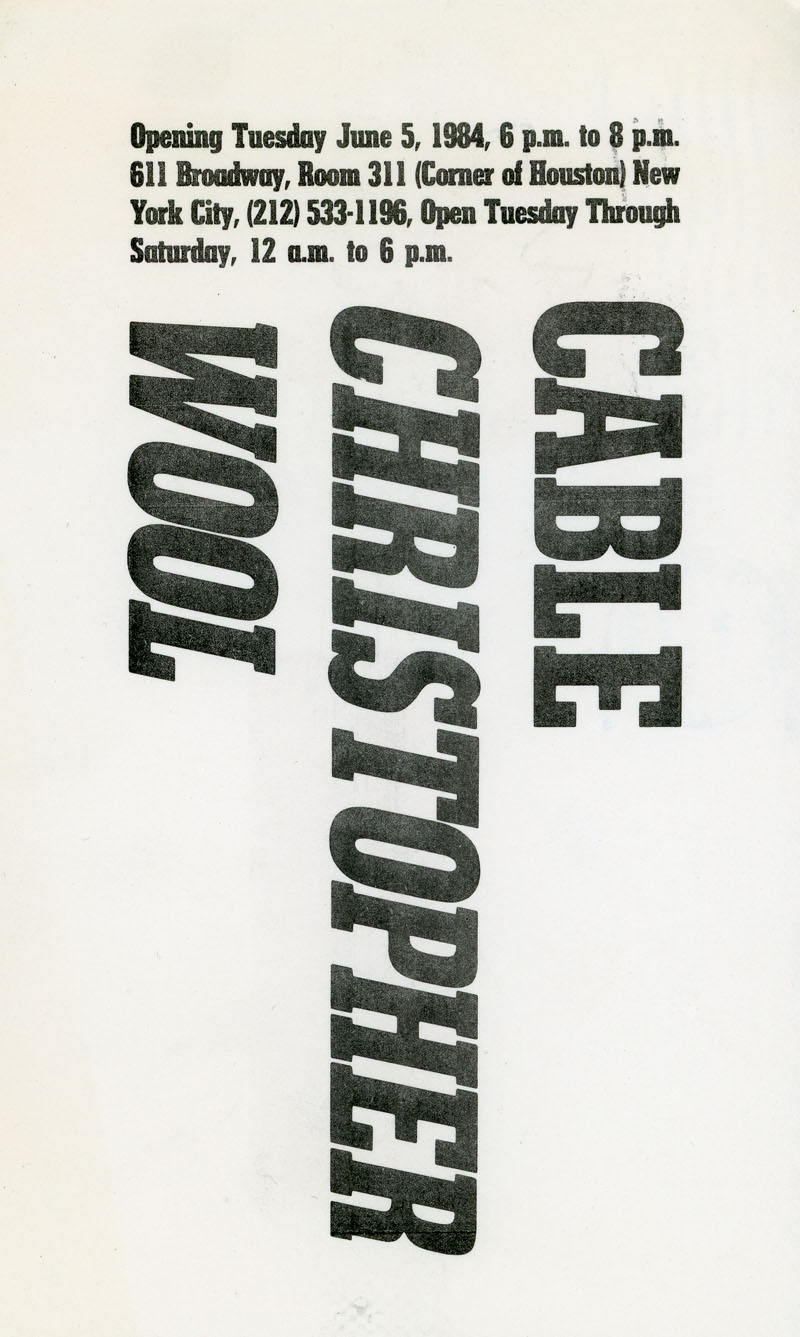 Opening Tuesday June 5, 1984, 6 p.m. to 8 p.m.
611 Broadway, Room 311 (Corner of Houston) New
York City, (212) 533-1196, Open Tuesday Through
Saturday, 12 a.m. to 6 p.m.
CABLE
CHRISTOPHER
WOOL